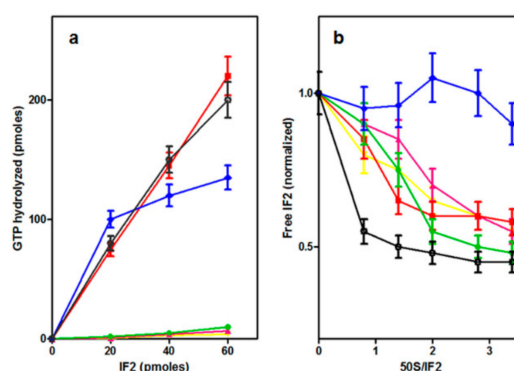 a
b
GTP hydrolyzed (pmoles)
200
100
0
0
20
40
60
IF2 (pmoles)
Free IF2 (normalized)
1.0
0.5
0
1
2
3
50S/IF2